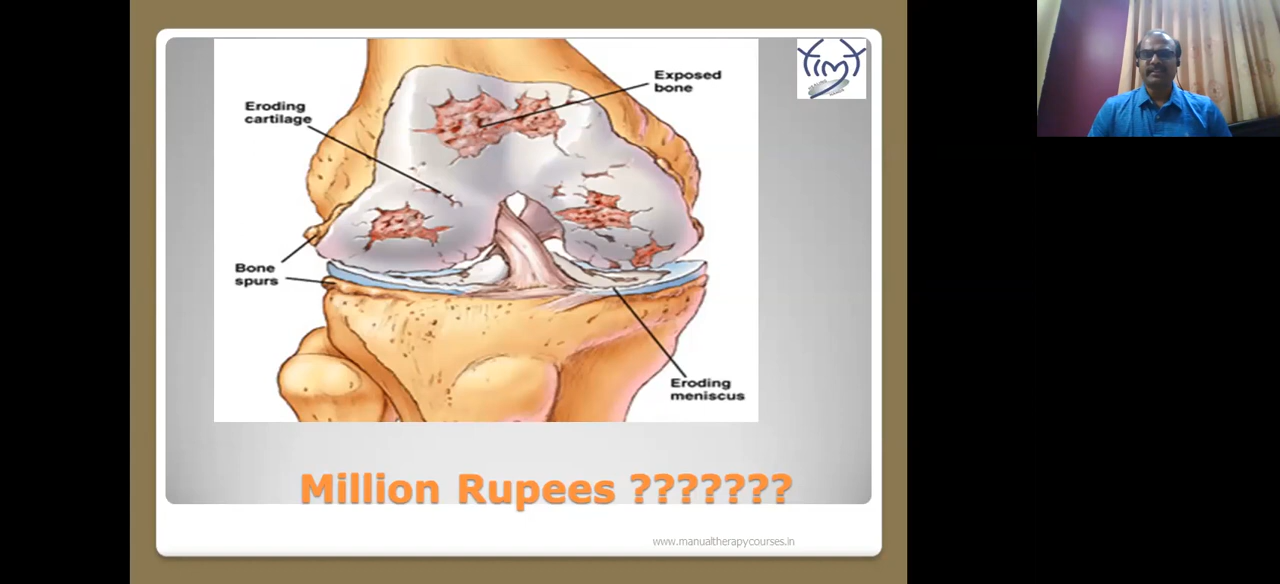 Exposed
bone
Eroding
cartilage
Bone
spurs
Eroding
meniscus
Million Rupees ???????
www.manualtherapycourses.in